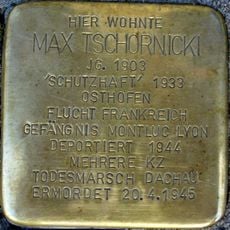 HIER WOHNTE
MAX TSCHORNICKI
JG. 1903
'SCHUTZHAFT' 1933
OSTHOFEN
FLUCHT FRANKREICH
GEFÄNGNIS MONTLUC LYON
DEPORTIERT 1944
MEHRERE KZ
TODESMARSCH DACHAU
ERMORDET 20.4.1945